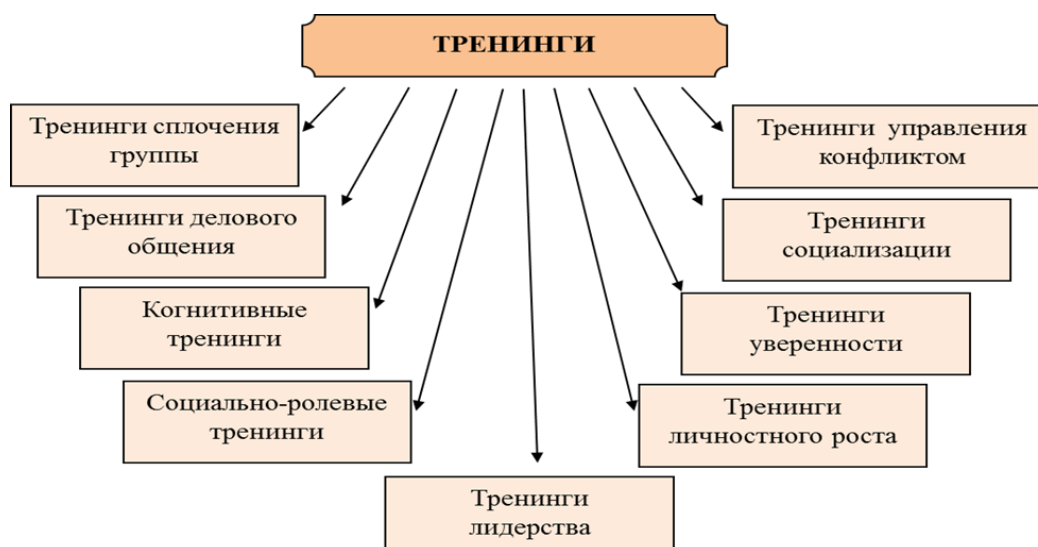 ТРЕНИНГИ
Тренинги сплочения
группы
Тренинги делового
общения
Когнитивные
тренинги
Социально-ролевые
тренинги
Тренинги
лидерства
Тренинги
личностного роста
Тренинги
уверенности
Тренинги
социализации
Тренинги управления
конфликтом